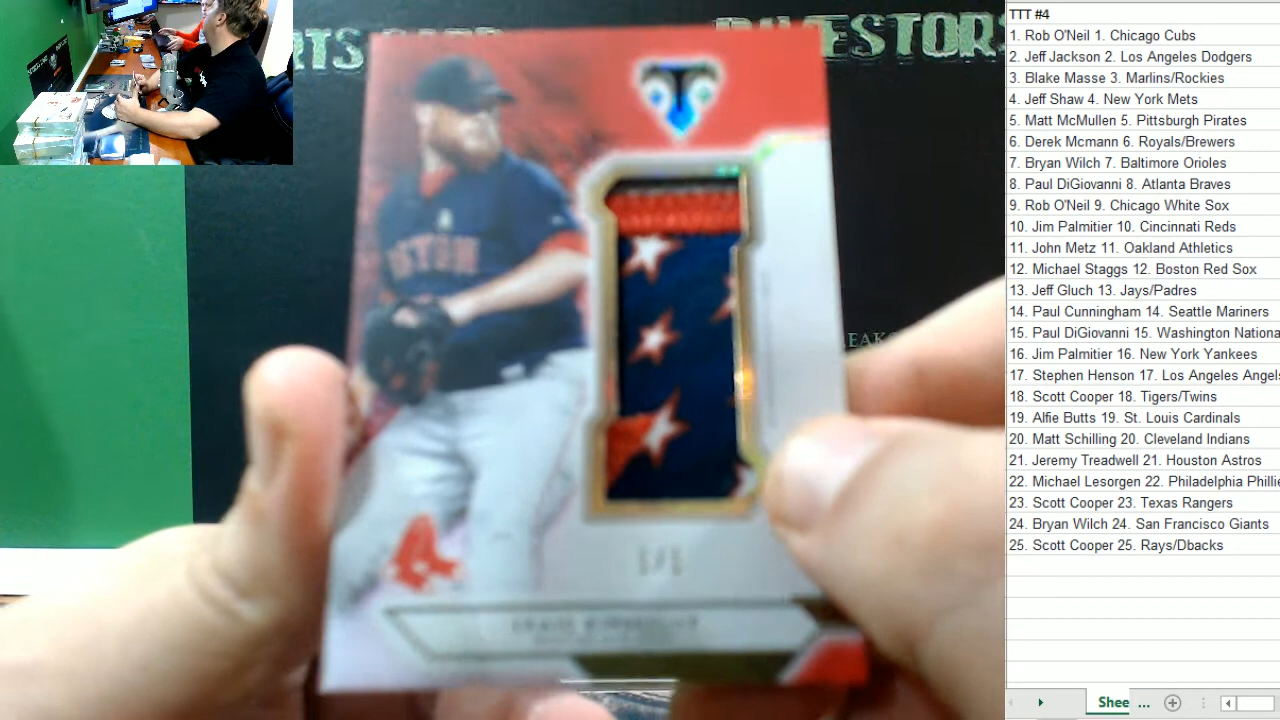 TTT #4
1. Rob O'Neil 1. Chicago Cubs
2. Jeff Jackson 2. Los Angeles Dodgers
3. Blake Masse 3. Marlins/Rockies
4. Jeff Shaw 4. New York Mets
5. Matt McMullen 5. Pittsburgh Pirates
6. Derek Mcmann 6. Royals/Brewers
7. Bryan Wilch 7. Baltimore Orioles
8. Paul DiGiovanni 8. Atlanta Braves
9. Rob O'Neil 9. Chicago White Sox
10. Jim Palmitier 10. Cincinnati Reds
11. John Metz 11. Oakland Athletics
12. Michael Staggs 12. Boston Red Sox
13. Jeff Gluch 13. Jays/Padres
14. Paul Cunningham 14. Seattle Mariners
15. Paul DiGiovanni 15. Washington Nationa
16. Jim Palmitier 16. New York Yankees
17. Stephen Henson 17. Los Angeles Angels
18. Scott Cooper 18. Tigers/Twins
19. Alfie Butts 19. St. Louis Cardinals
20. Matt Schilling 20. Cleveland Indians
21. Jeremy Treadwell 21. Houston Astros
22. Michael Lesorgen 22. Philadelphia Phillie
23. Scott Cooper 23. Texas Rangers
24. Bryan Wilch 24. San Francisco Giants
25. Scott Cooper 25. Rays/Dbacks
Shee ...
1/1